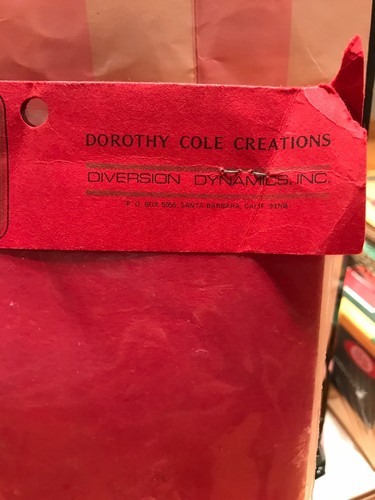 DOROTHY COLE CREATIONS
DIVERSION DYNAMICS, INC.
P. O. BOX 5056, SANTA BARBARA, CALIF. 93108